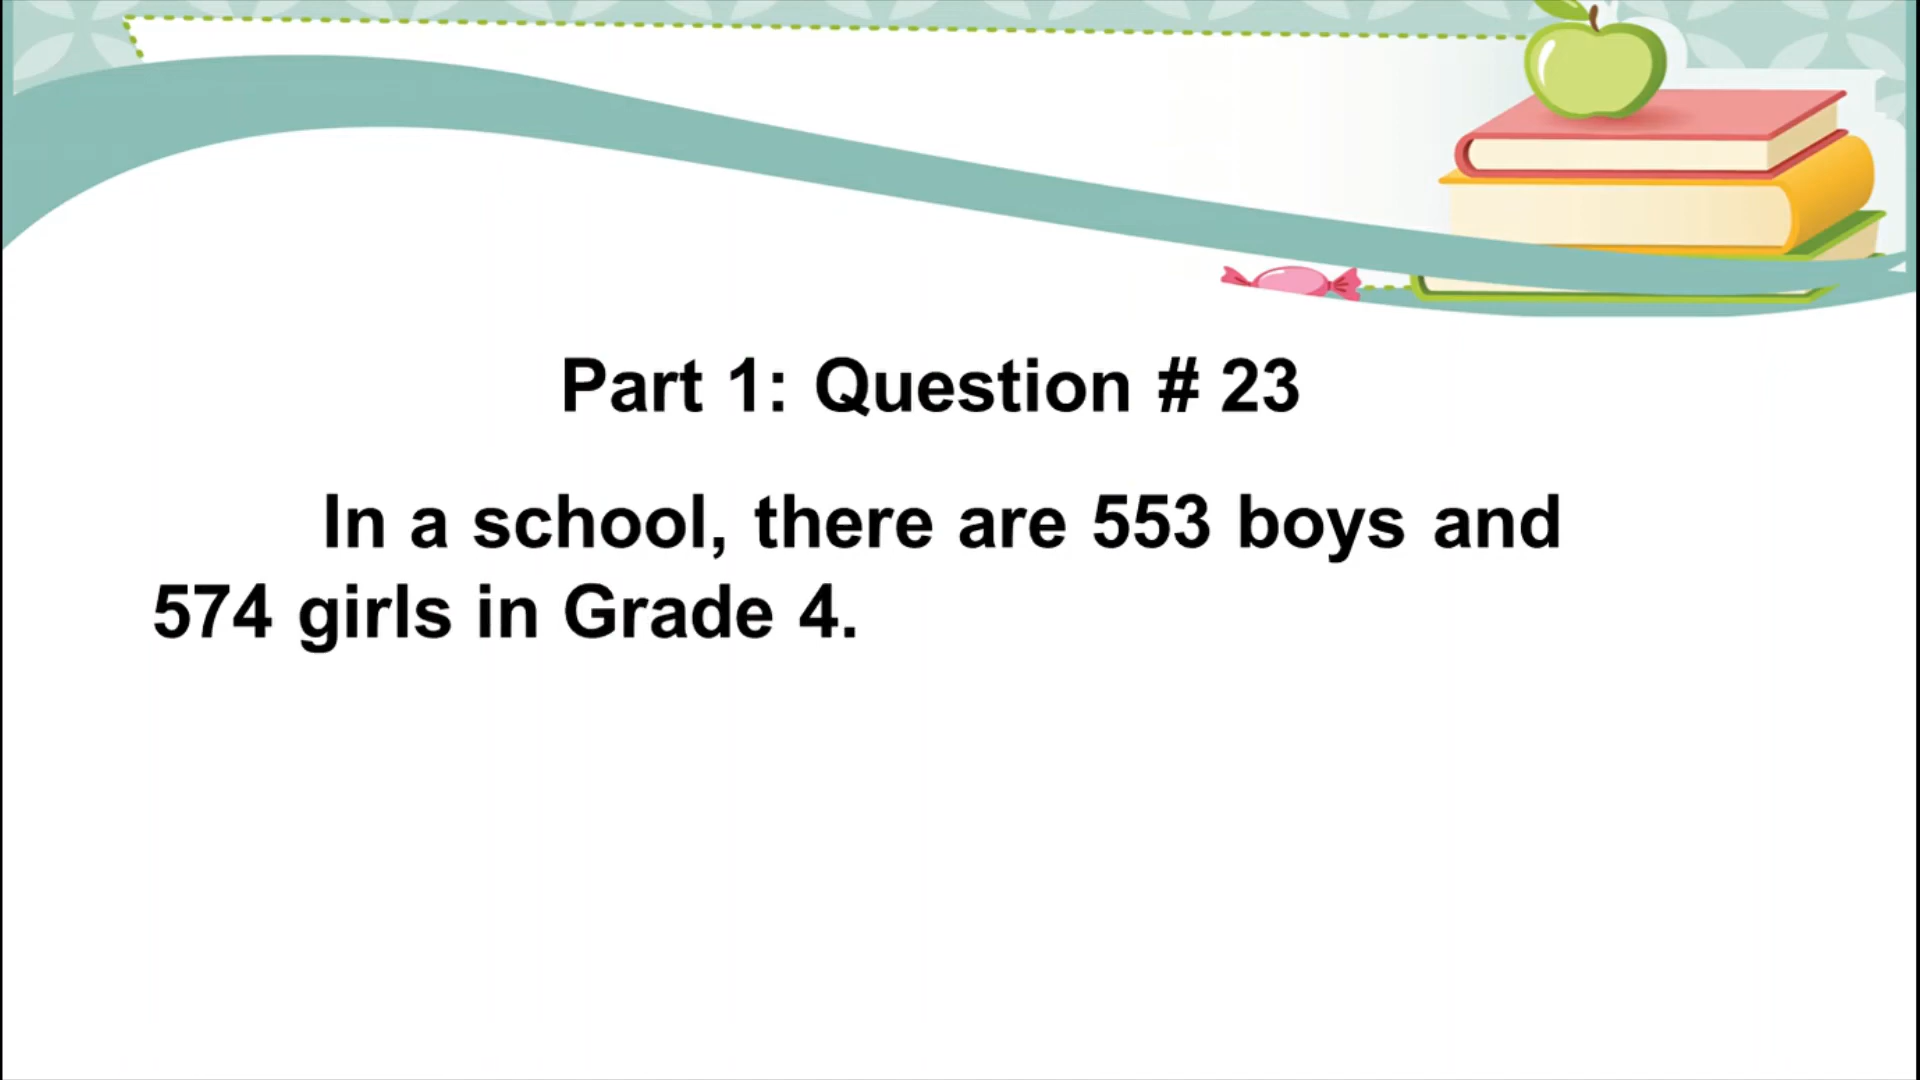 Part 1: Question # 23
In a school, there are 553 boys and
574 girls in Grade 4.